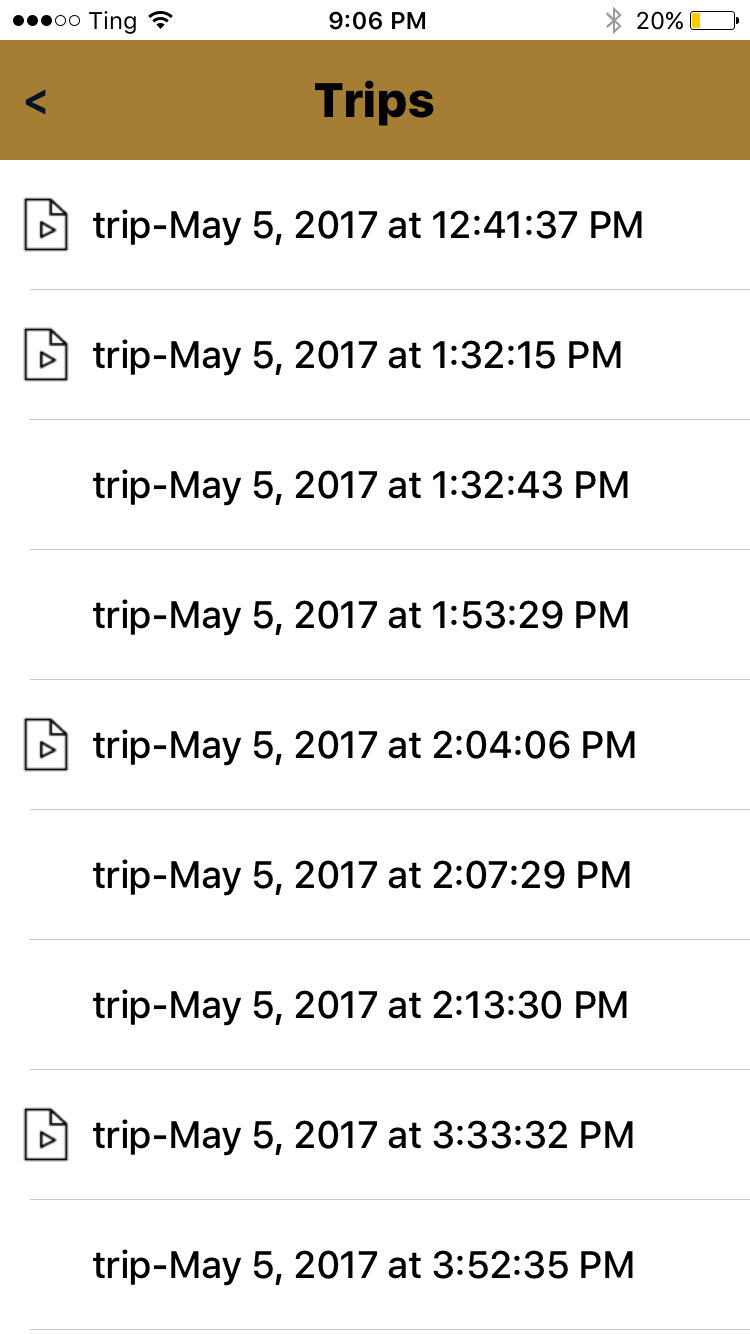 Ting 9:06 PM 20%
< Trips
trip-May 5, 2017 at 12:41:37 PM
trip-May 5, 2017 at 1:32:15 PM
trip-May 5, 2017 at 1:32:43 PM
trip-May 5, 2017 at 1:53:29 PM
trip-May 5, 2017 at 2:04:06 PM
trip-May 5, 2017 at 2:07:29 PM
trip-May 5, 2017 at 2:13:30 PM
trip-May 5, 2017 at 3:33:32 PM
trip-May 5, 2017 at 3:52:35 PM